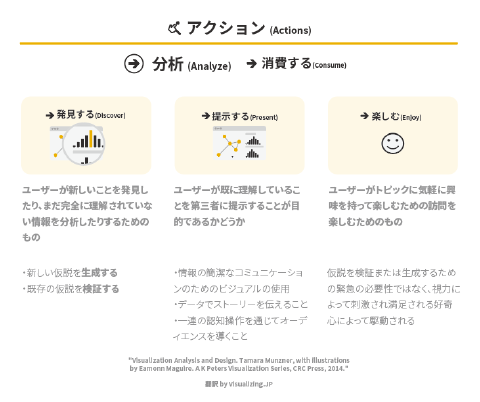 アクション (Actions)
分析 (Analyze) → 消費する(Consume)
→ 発見する(Discover)
→ 提示する(Present)
→ 楽しむ(Enjoy)
ユーザーが新しいことを発見し
たり、まだ完全に理解されていな
い情報を分析したりするための
もの
ユーザーが既に理解しているこ
とを第三者に提示することが目
的であるかどうか
ユーザーがトピックに気軽に興
味を持って楽しむための訪問を
楽しむためのもの
・新しい仮説を生成する
・既存の仮説を検証する
・情報の簡潔なコミュニケーショ
ンのためのビジュアルの使用
・データでストーリーを伝えること
・一連の認知操作を通じてオーデ
ィエンスを導くこと
仮説を検証または生成するため
の緊急の必要性ではなく、視力に
よって刺激され満足される好奇
心によって駆動される
"Visualization Analysis and Design. Tamara Munzner, with illustrations
by Eamonn Maguire. A K Peters Visualization Series, CRC Press, 2014."
翻訳 by visualizing.JP